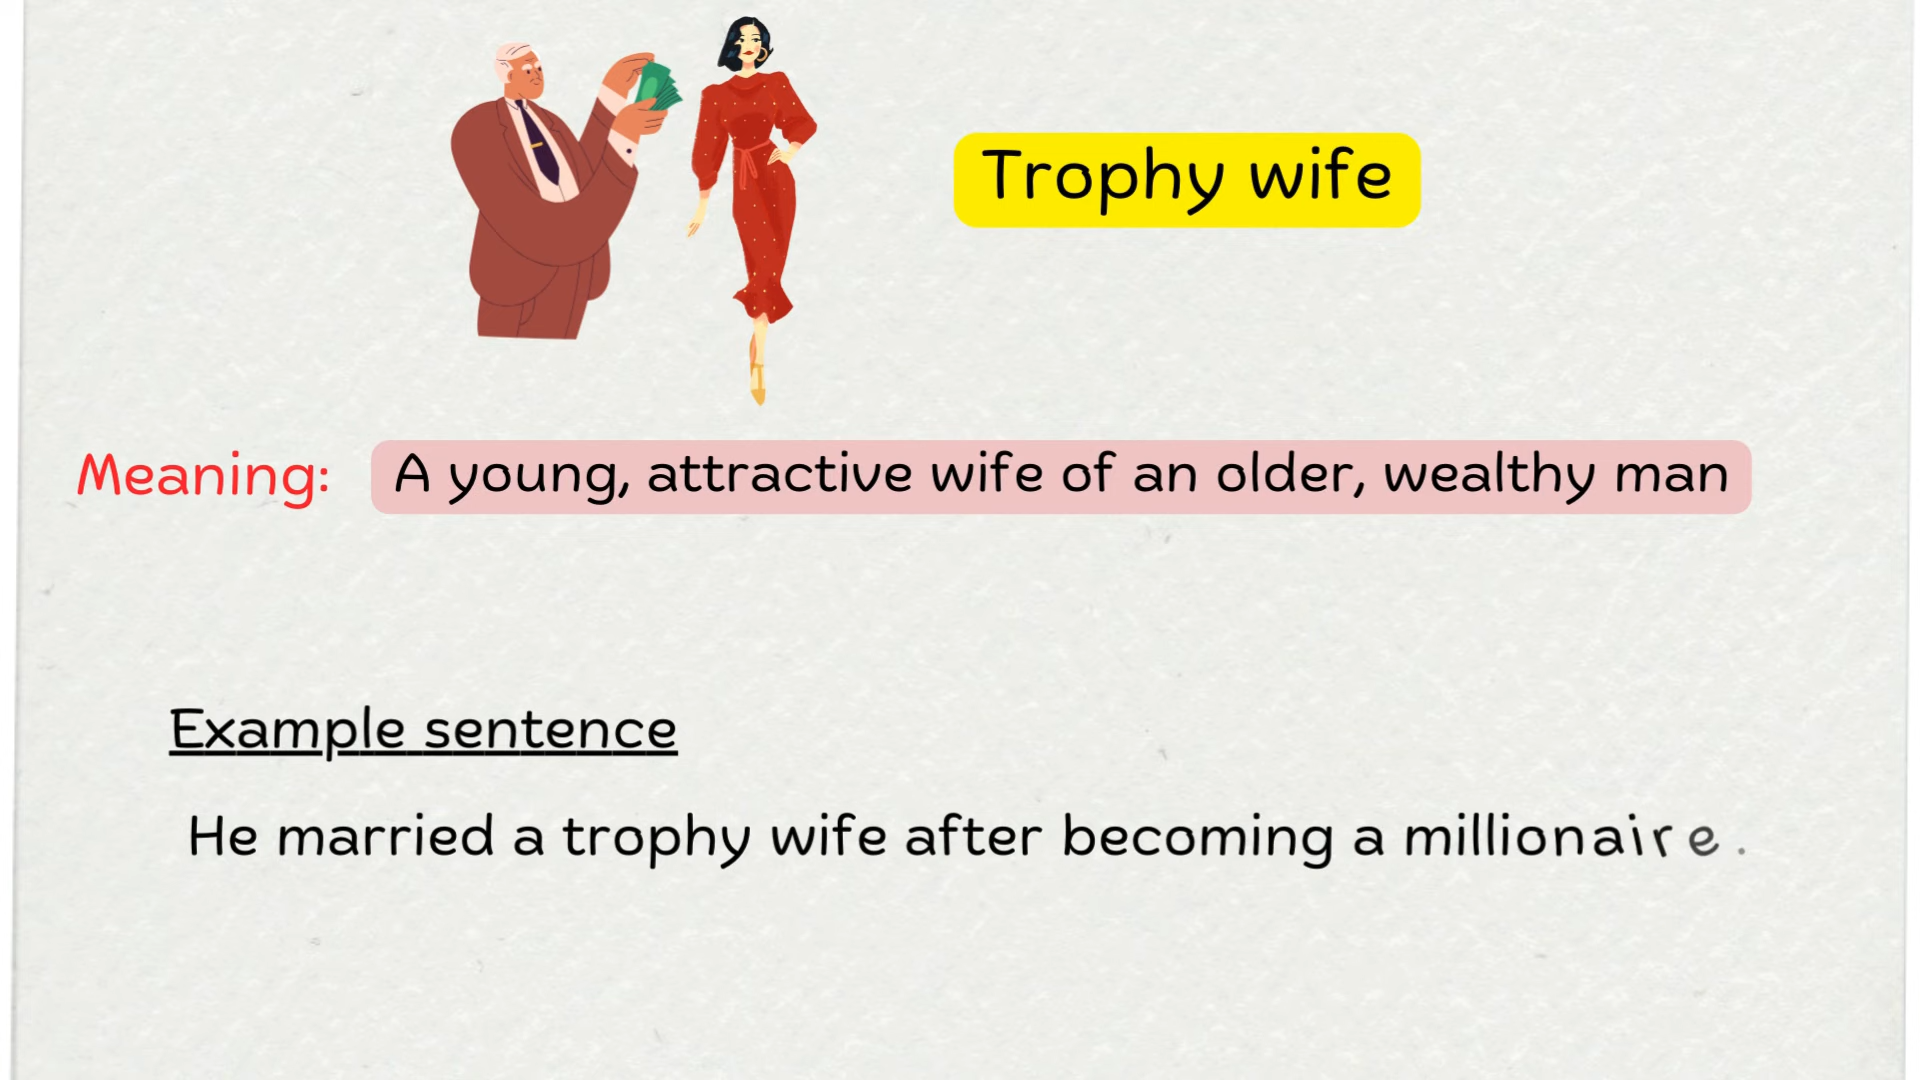 Trophy wife
Meaning: A young, attractive wife of an older, wealthy man
Example sentence
He married a trophy wife after becoming a millionaire.